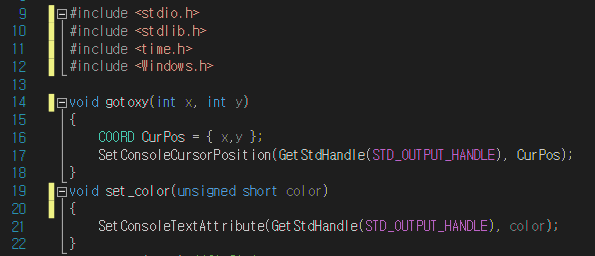 9 #include <stdio.h>
10 #include <stdlib.h>
11 #include <time.h>
12 #include <Windows.h>
13
14 void gotoxy(int x, int y)
15 {
16 COORD CurPos = { x,y };
17 SetConsoleCursorPosition(GetStdHandle(STD_OUTPUT_HANDLE), CurPos);
18 }
19 void set_color(unsigned short color)
20 {
21 SetConsoleTextAttribute(GetStdHandle(STD_OUTPUT_HANDLE), color);
22 }